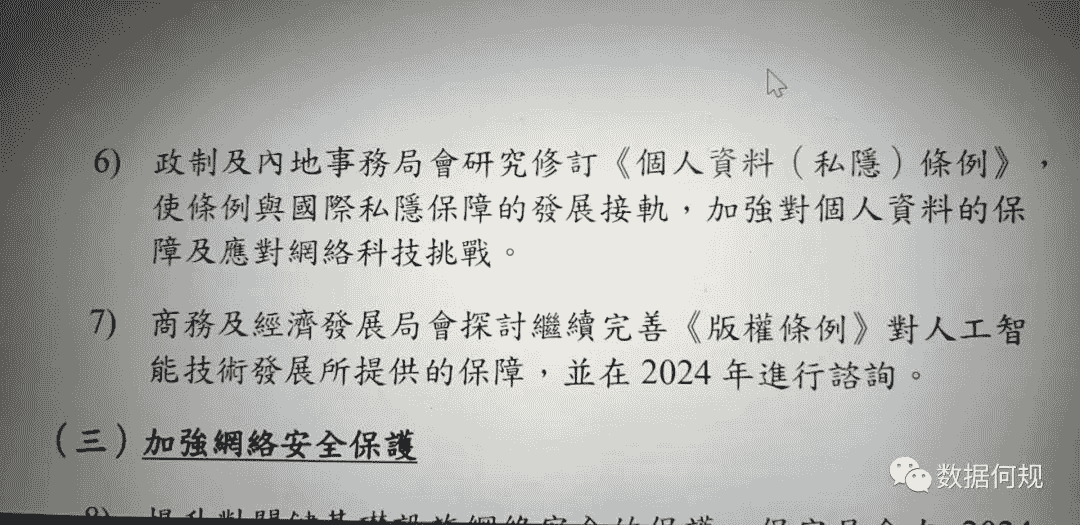 6) 政制及內地事務局會研究修訂《個人資料（私隱）條例》，
使條例與國際私隱保障的發展接軌，加強對個人資料的保
障及應對網絡科技挑戰。
7) 商務及經濟發展局會探討繼續完善《版權條例》對人工智
能技術發展所提供的保障，並在 2024 年進行諮詢。
（三）加強網絡安全保護
数据何规